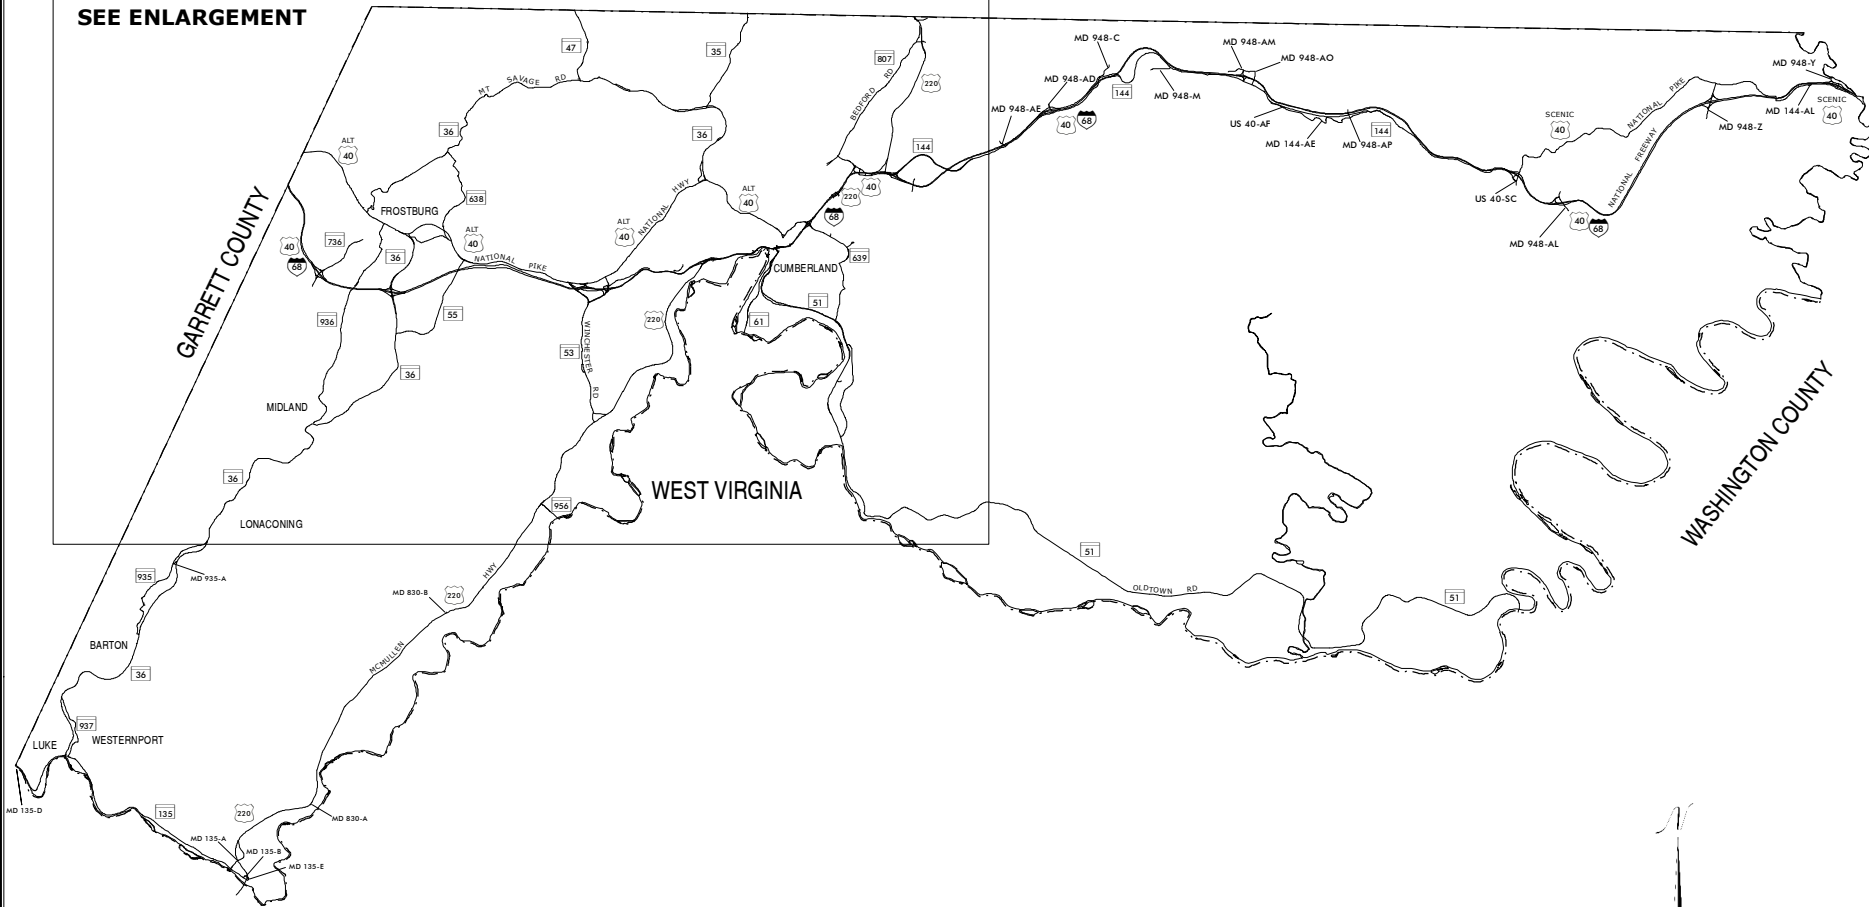 SEE ENLARGEMENT
47
35
807
BEDFORD RD
220
MD 948-C
MD 948-AM
MD 948-AO
MD 948-Y
MT SAVAGE RD
MD 948-AD
144
MD 948-M
MD 948-AE
40
68
US 40-AF
MD 144-AE
144
MD 948-AP
SCENIC
40
NATIONAL PIKE
NATIONAL FREEWAY
MD 948-Z
MD 144-AL
SCENIC
40
36
36
144
ALT
40
220
40
68
US 40-SC
MD 948-AL
40
68
GARRETT COUNTY
FROSTBURG
638
ALT
40
NATIONAL HWY
ALT
40
ALT
40
736
40
68
36
NATIONAL PIKE
CUMBERLAND
639
51
61
220
936
55
53
WINCHESTER RD
36
MIDLAND
WASHINGTON COUNTY
36
LONACONING
WEST VIRGINIA
956
51
OLDTOWN RD
51
935
MD 935-A
MD 830-B
220
HWY
MCMULLEN
BARTON
36
937
LUKE
WESTERNPORT
MD 135-D
135
220
MD 830-A
MD 135-A
MD 135-B
MD 135-E